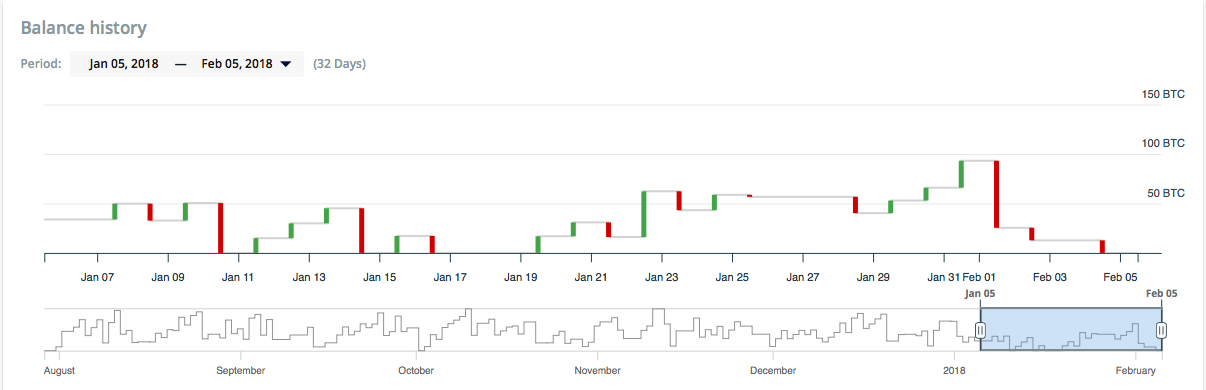 Balance history
Period: Jan 05, 2018 — Feb 05, 2018 (32 Days)
150 BTC
100 BTC
50 BTC
Jan 07 Jan 09 Jan 11 Jan 13 Jan 15 Jan 17 Jan 19 Jan 21 Jan 23 Jan 25 Jan 27 Jan 29 Jan 31 Feb 01 Feb 03 Feb 05
Jan 05 Feb 05
August September October November December 2018 February